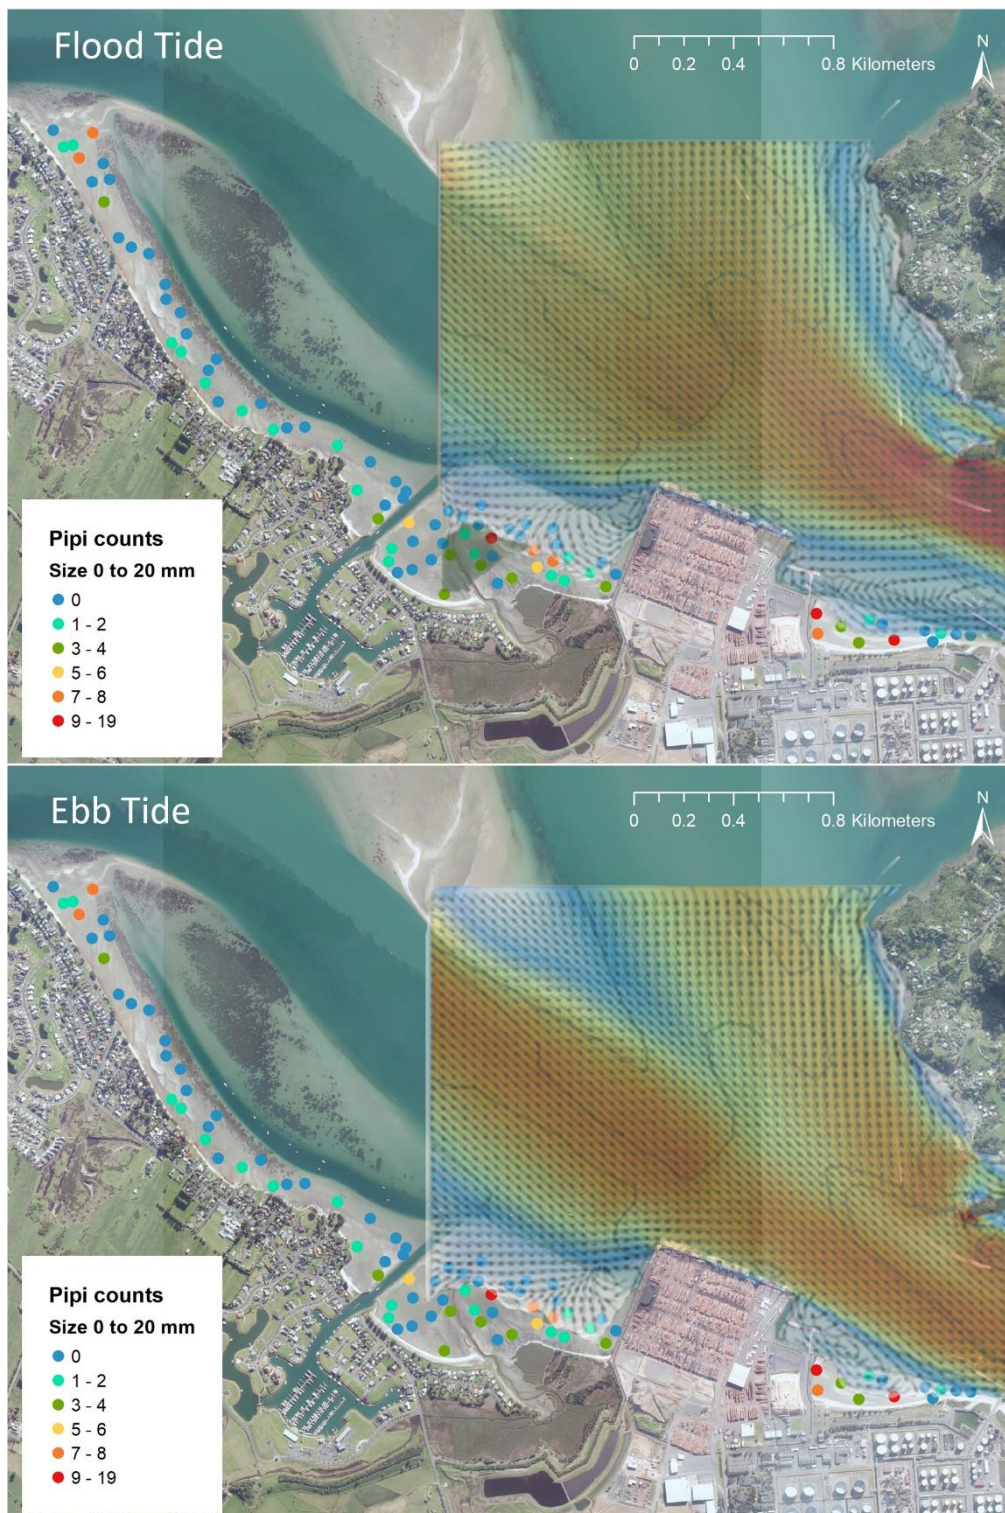 Flood Tide
N
0 0.2 0.4 0.8 Kilometers
Pipi counts
Size 0 to 20 mm
0
1 - 2
3 - 4
5 - 6
7 - 8
9 - 19
Ebb Tide
N
0 0.2 0.4 0.8 Kilometers
Pipi counts
Size 0 to 20 mm
0
1 - 2
3 - 4
5 - 6
7 - 8
9 - 19